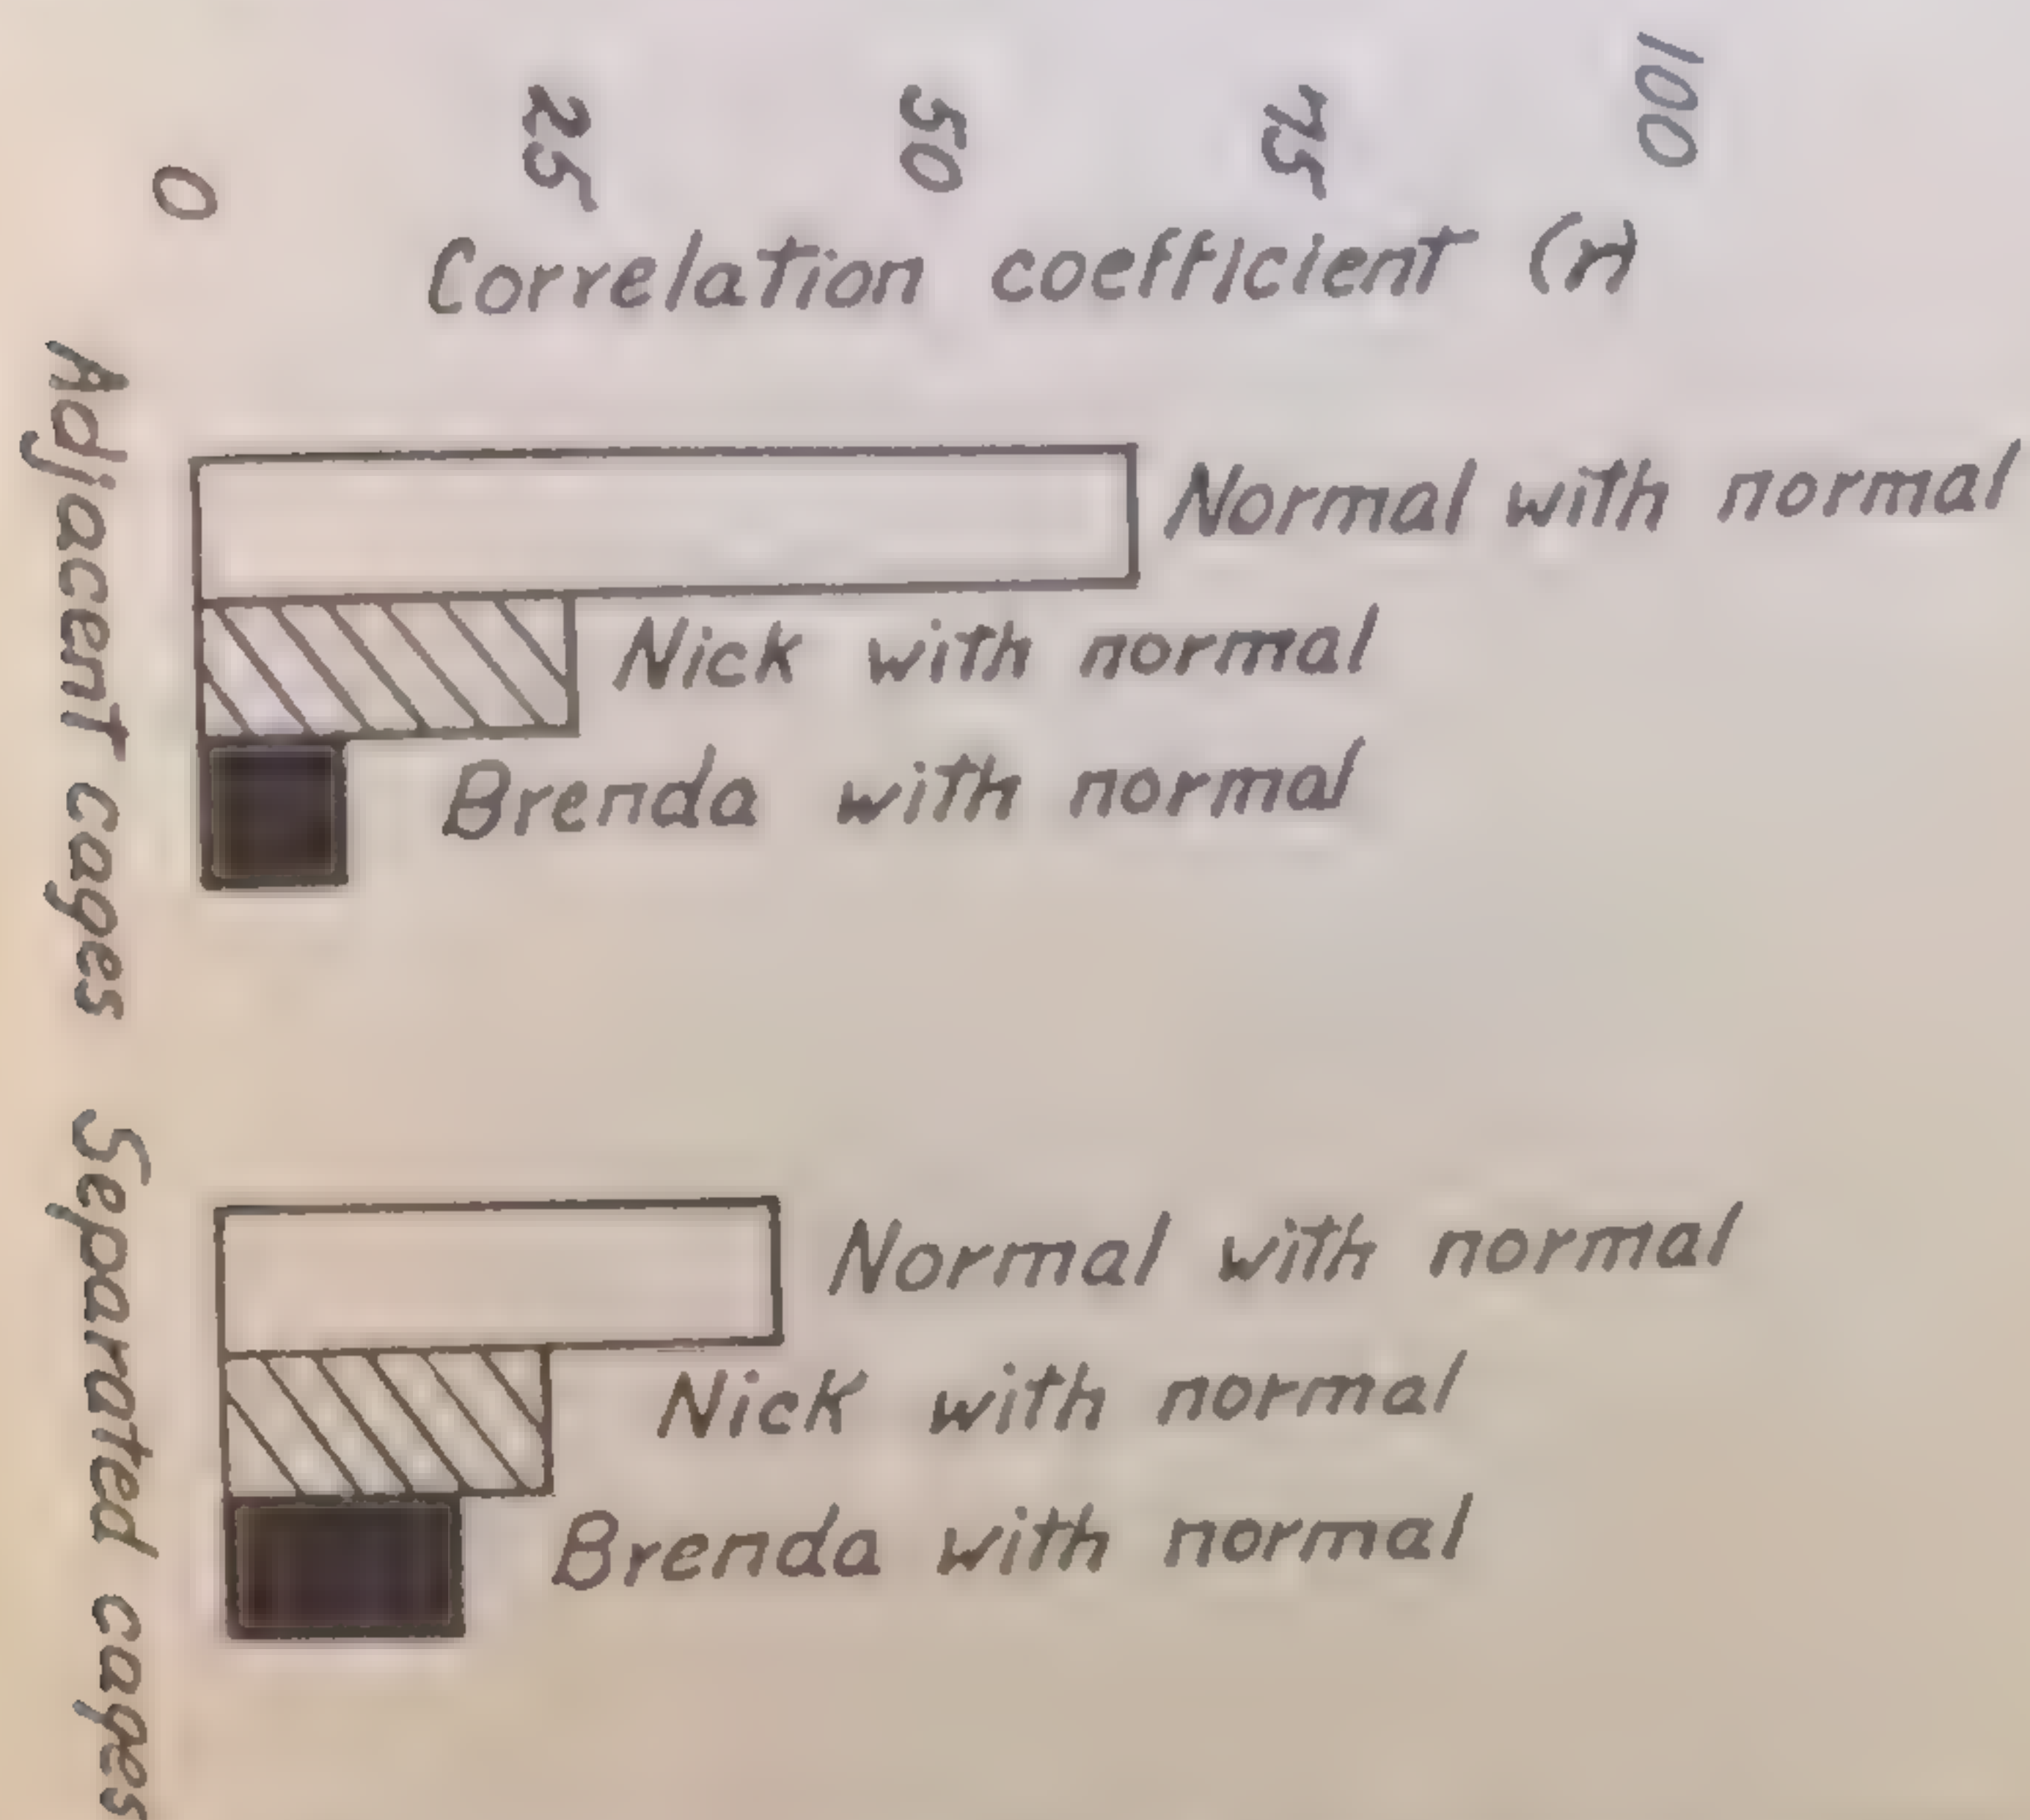 0
25
50
75
100
Correlation coefficient (r)
Adjacent cages
Normal with normal
Nick with normal
Brenda with normal
Separated cages
Normal with normal
Nick with normal
Brenda with normal